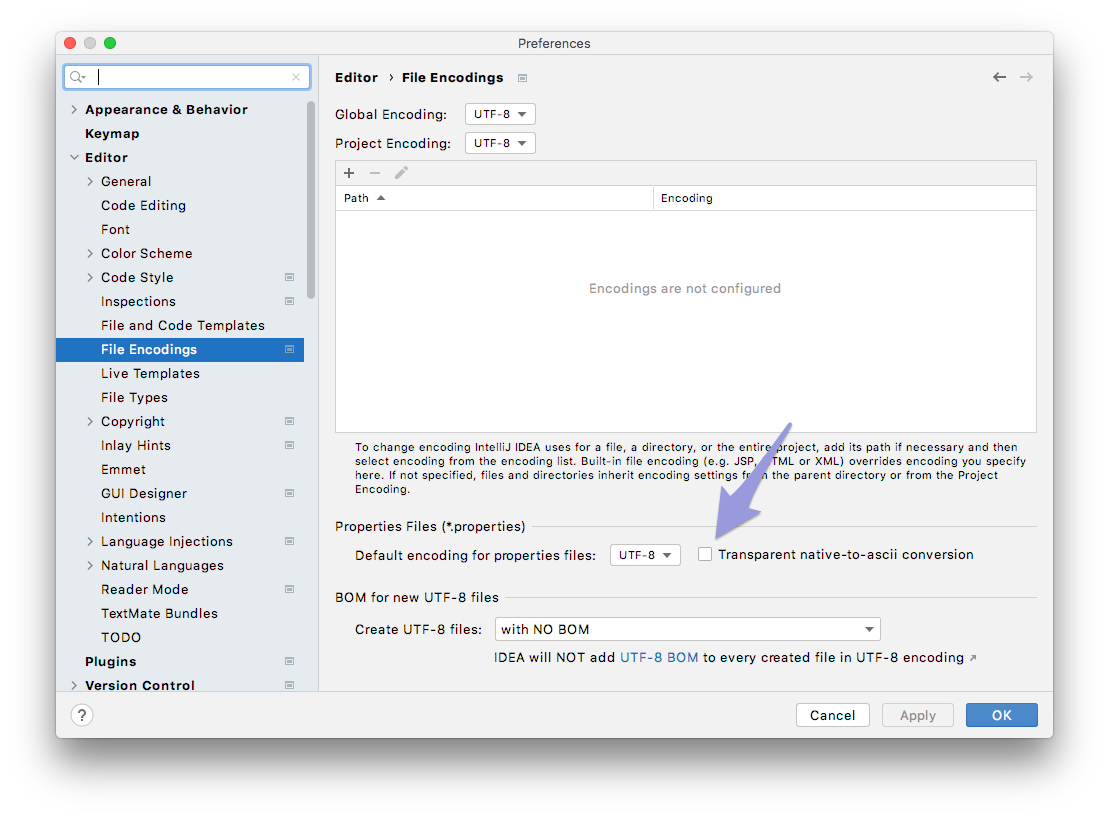 Preferences
Appearance & Behavior
Keymap
Editor
General
Code Editing
Font
Color Scheme
Code Style
Inspections
File and Code Templates
File Encodings
Live Templates
File Types
Copyright
Inlay Hints
Emmet
GUI Designer
Intentions
Language Injections
Natural Languages
Reader Mode
TextMate Bundles
TODO
Plugins
Version Control
Editor › File Encodings
Global Encoding: UTF-8
Project Encoding: UTF-8
Path Encoding
Encodings are not configured
To change encoding IntelliJ IDEA uses for a file, a directory, or the entire project, add its path if necessary and then
select encoding from the encoding list. Built-in file encoding (e.g. JSP, HTML or XML) overrides encoding you specify
here. If not specified, files and directories inherit encoding settings from the parent directory or from the Project
Encoding.
Properties Files (*.properties)
Default encoding for properties files: UTF-8 Transparent native-to-ascii conversion
BOM for new UTF-8 files
Create UTF-8 files: with NO BOM
IDEA will NOT add UTF-8 BOM to every created file in UTF-8 encoding ↗
? Cancel Apply OK